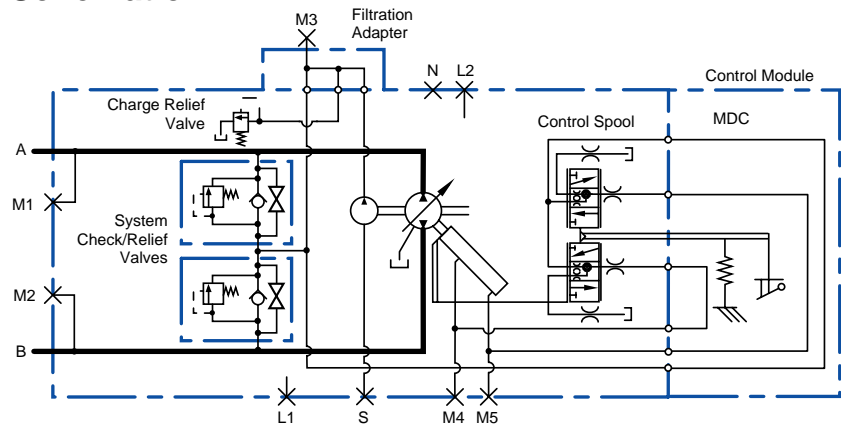 M3
Filtration
Adapter
N
L2
Control Module
Charge Relief
Valve
Control Spool
MDC
A
M1
System
Check/Relief
Valves
M2
B
L1
S
M4
M5